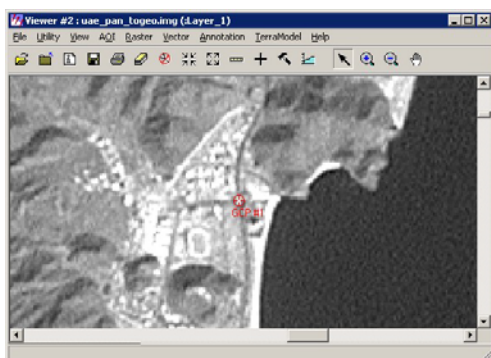 Viewer #2 : uae_pan_togeo.img (:Layer_1)
File Utility View AOI Raster Vector Annotation TerraModel Help
GCP #1